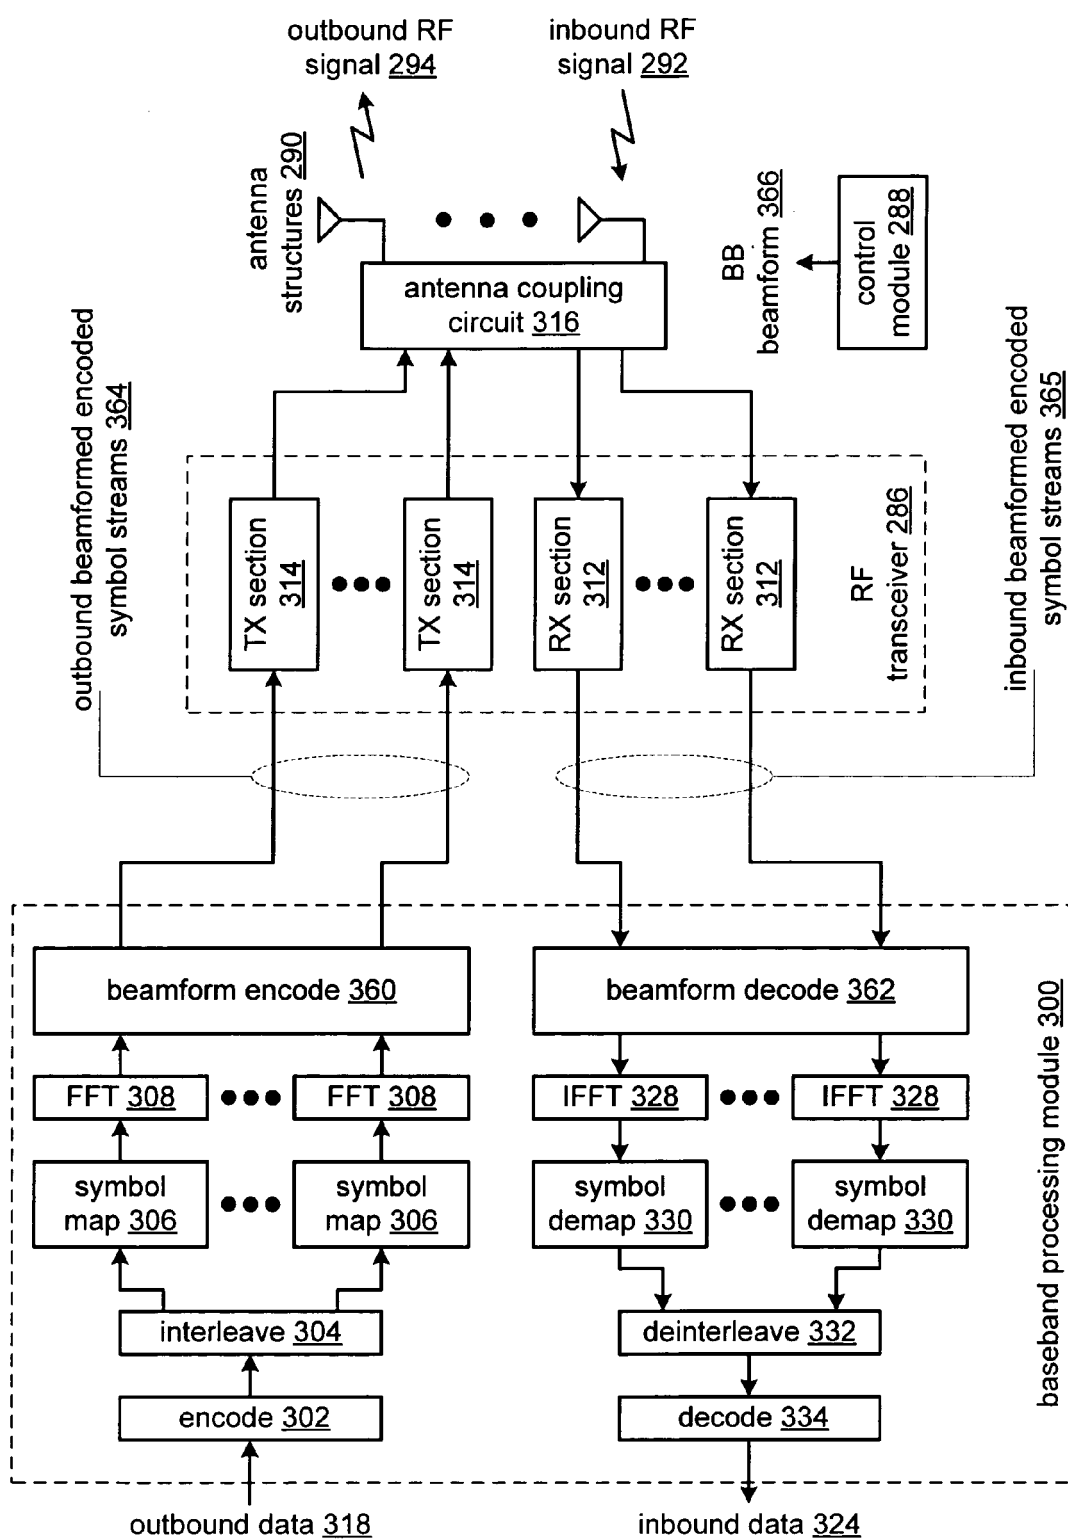 outbound RF
signal 294
inbound RF
signal 292
antenna
structures 290
antenna coupling
circuit 316
BB
beamform 366
control
module 288
outbound beamformed encoded
symbol streams 364
inbound beamformed encoded
symbol streams 365
TX section
314
TX section
314
RX section
312
RX section
312
RF
transceiver 286
beamform encode 360
beamform decode 362
FFT 308
FFT 308
IFFT 328
IFFT 328
symbol
map 306
symbol
map 306
symbol
demap 330
symbol
demap 330
interleave 304
deinterleave 332
encode 302
decode 334
baseband processing module 300
outbound data 318
inbound data 324